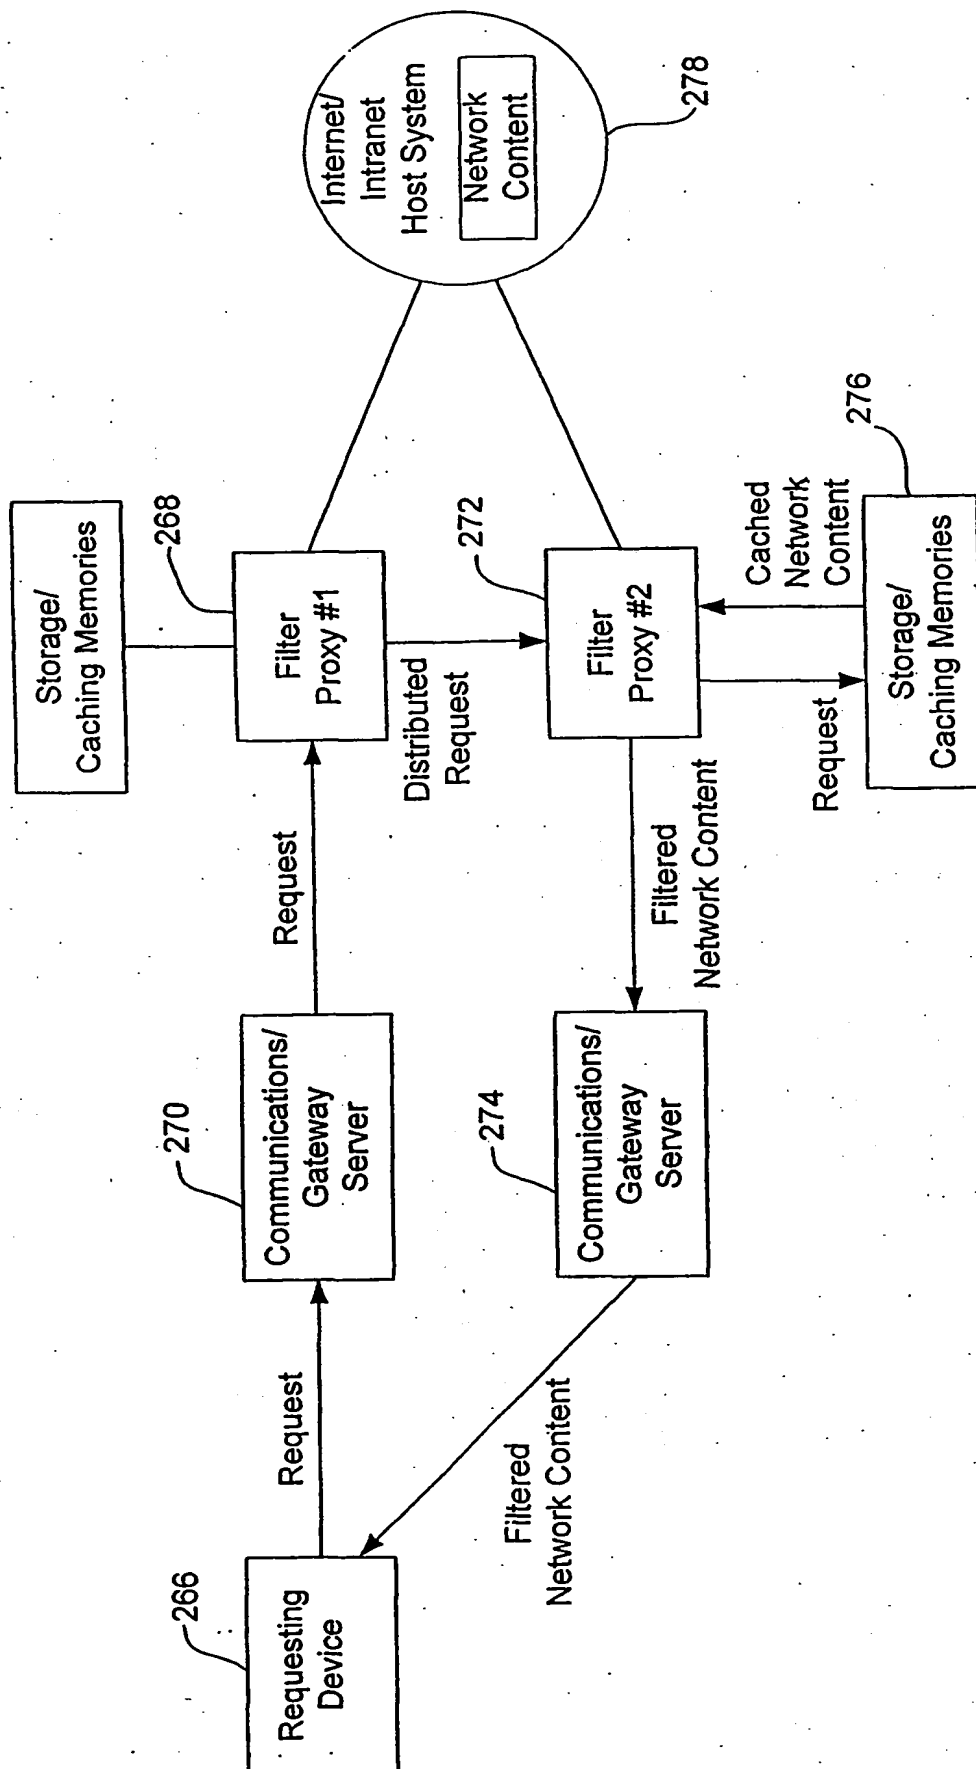 Storage/
Caching Memories
268
Filter
Proxy #1
Internet/
Intranet
Host System
Network
Content
278
Request
270
Communications/
Gateway
Server
Request
266
Requesting
Device
Distributed
Request
272
Filter
Proxy #2
Filtered
Network Content
274
Communications/
Gateway
Server
Filtered
Network Content
Request
Cached
Network
Content
276
Storage/
Caching Memories